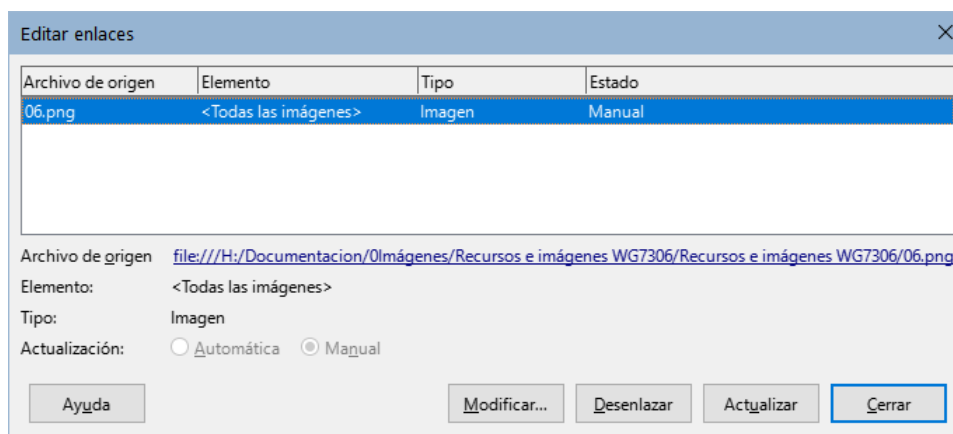 Editar enlaces
Archivo de origen Elemento Tipo Estado
06.png <Todas las imágenes> Imagen Manual
Archivo de origen file:///H:/Documentacion/0Imágenes/Recursos e imágenes WG7306/Recursos e imágenes WG7306/06.png
Elemento: <Todas las imágenes>
Tipo: Imagen
Actualización: Automática Manual
Ayuda Modificar... Desenlazar Actualizar Cerrar